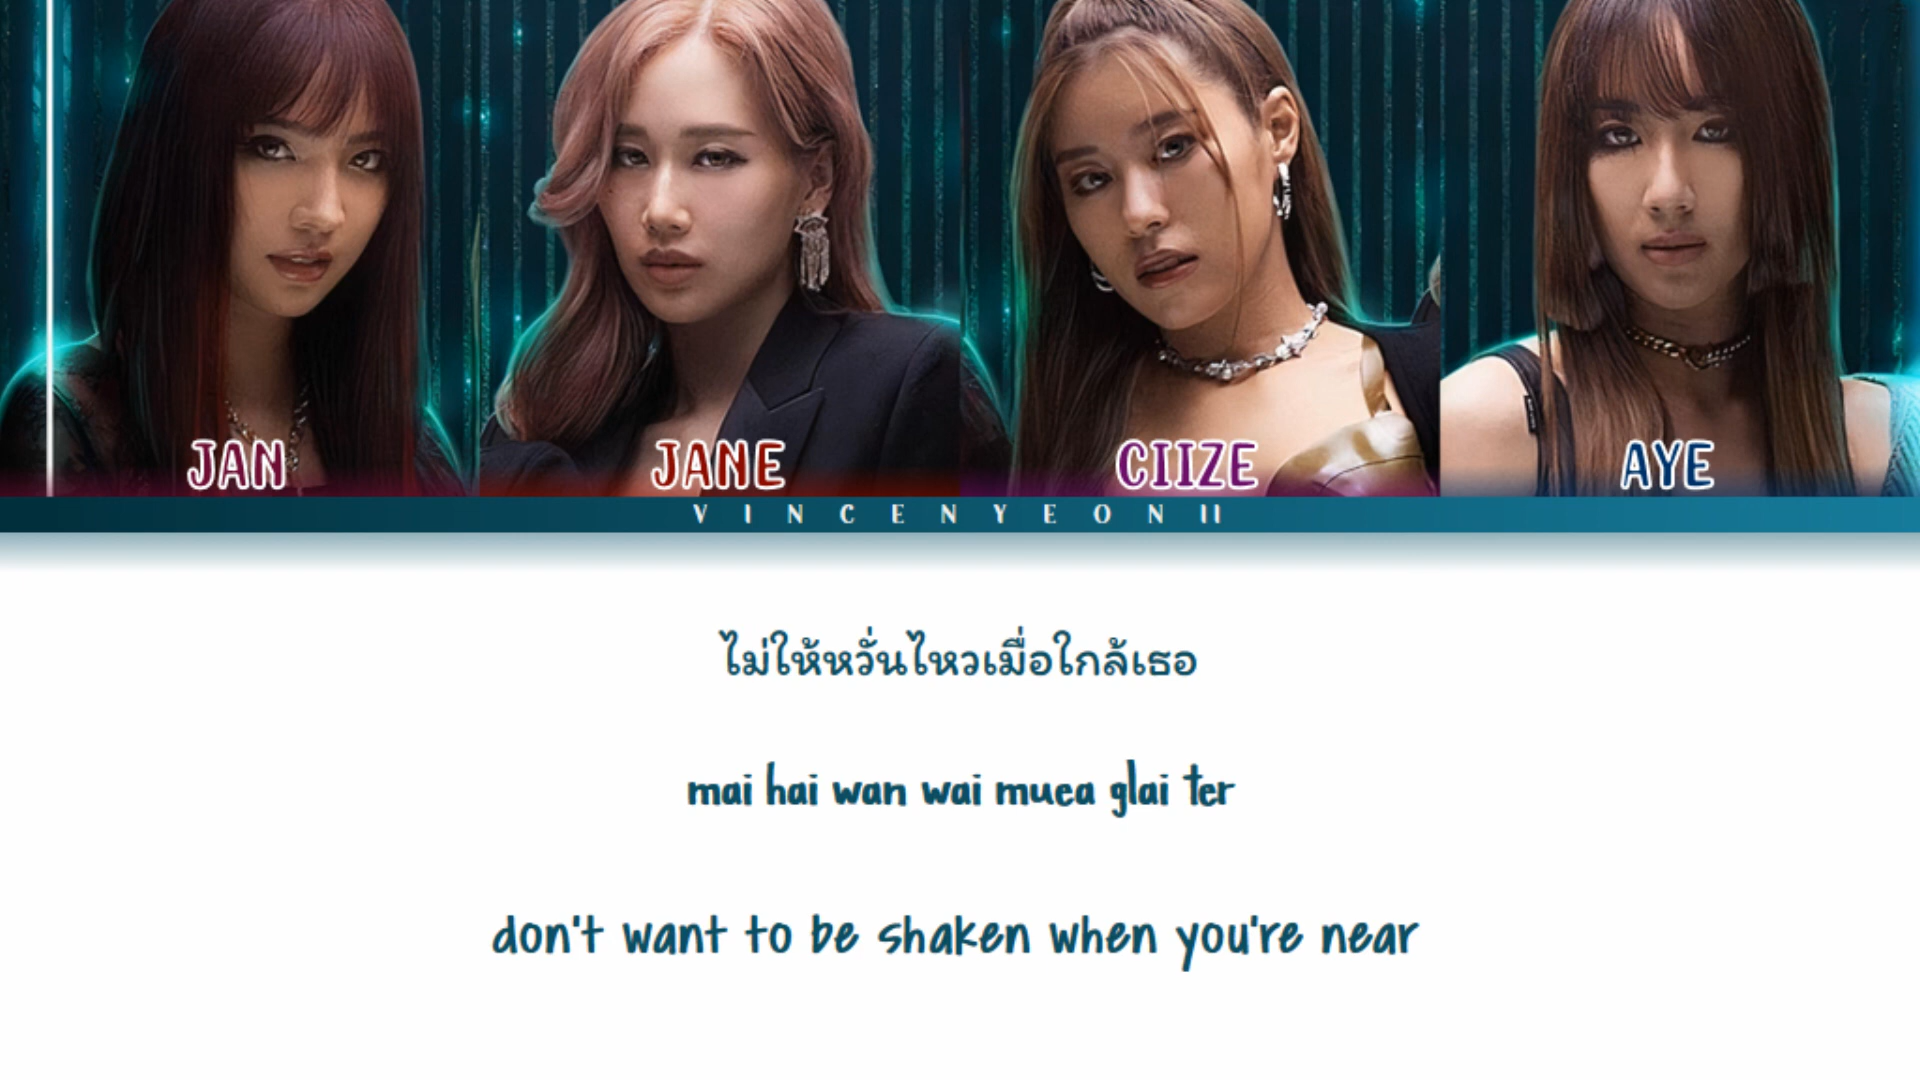 JAN JANE CIIZE AYE
VINCENYEON II
ไม่ให้หวั่นไหวเมื่อใกล้เธอ
mai hai wan wai muea glai ter
don't want to be shaken when you're near